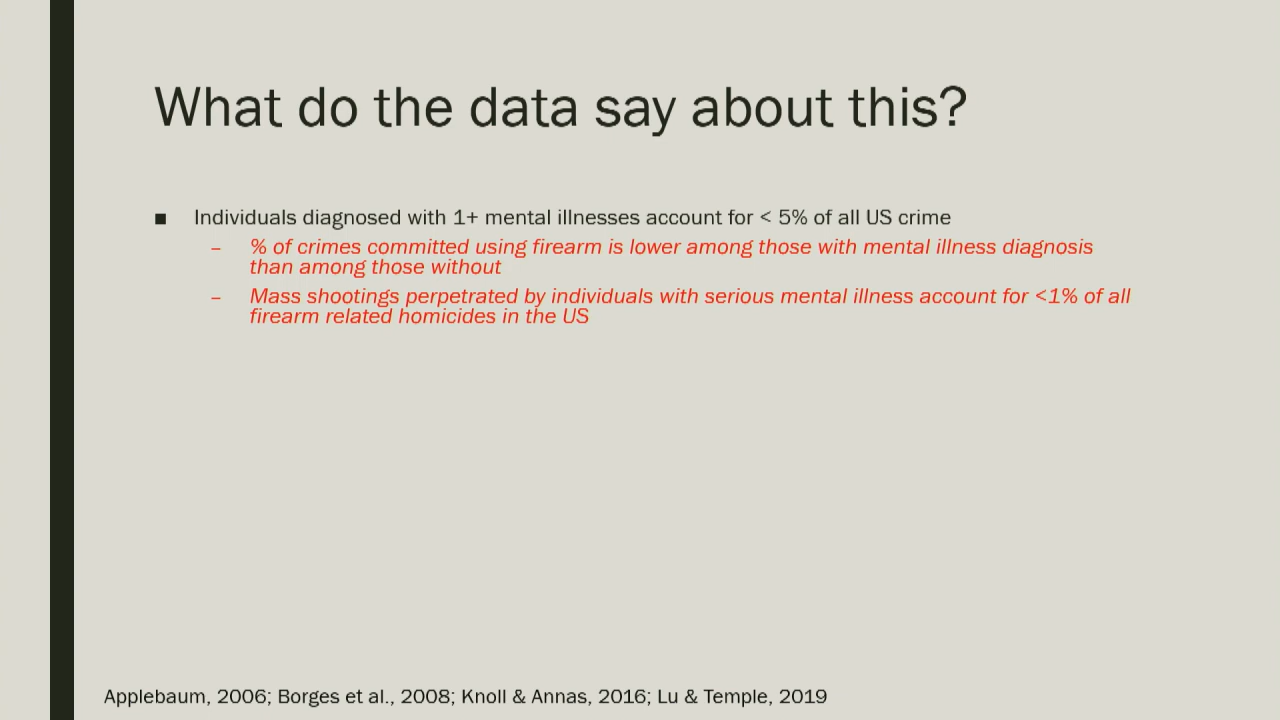 What do the data say about this?
■ Individuals diagnosed with 1+ mental illnesses account for < 5% of all US crime
– % of crimes committed using firearm is lower among those with mental illness diagnosis
than among those without
– Mass shootings perpetrated by individuals with serious mental illness account for <1% of all
firearm related homicides in the US
Applebaum, 2006; Borges et al., 2008; Knoll & Annas, 2016; Lu & Temple, 2019